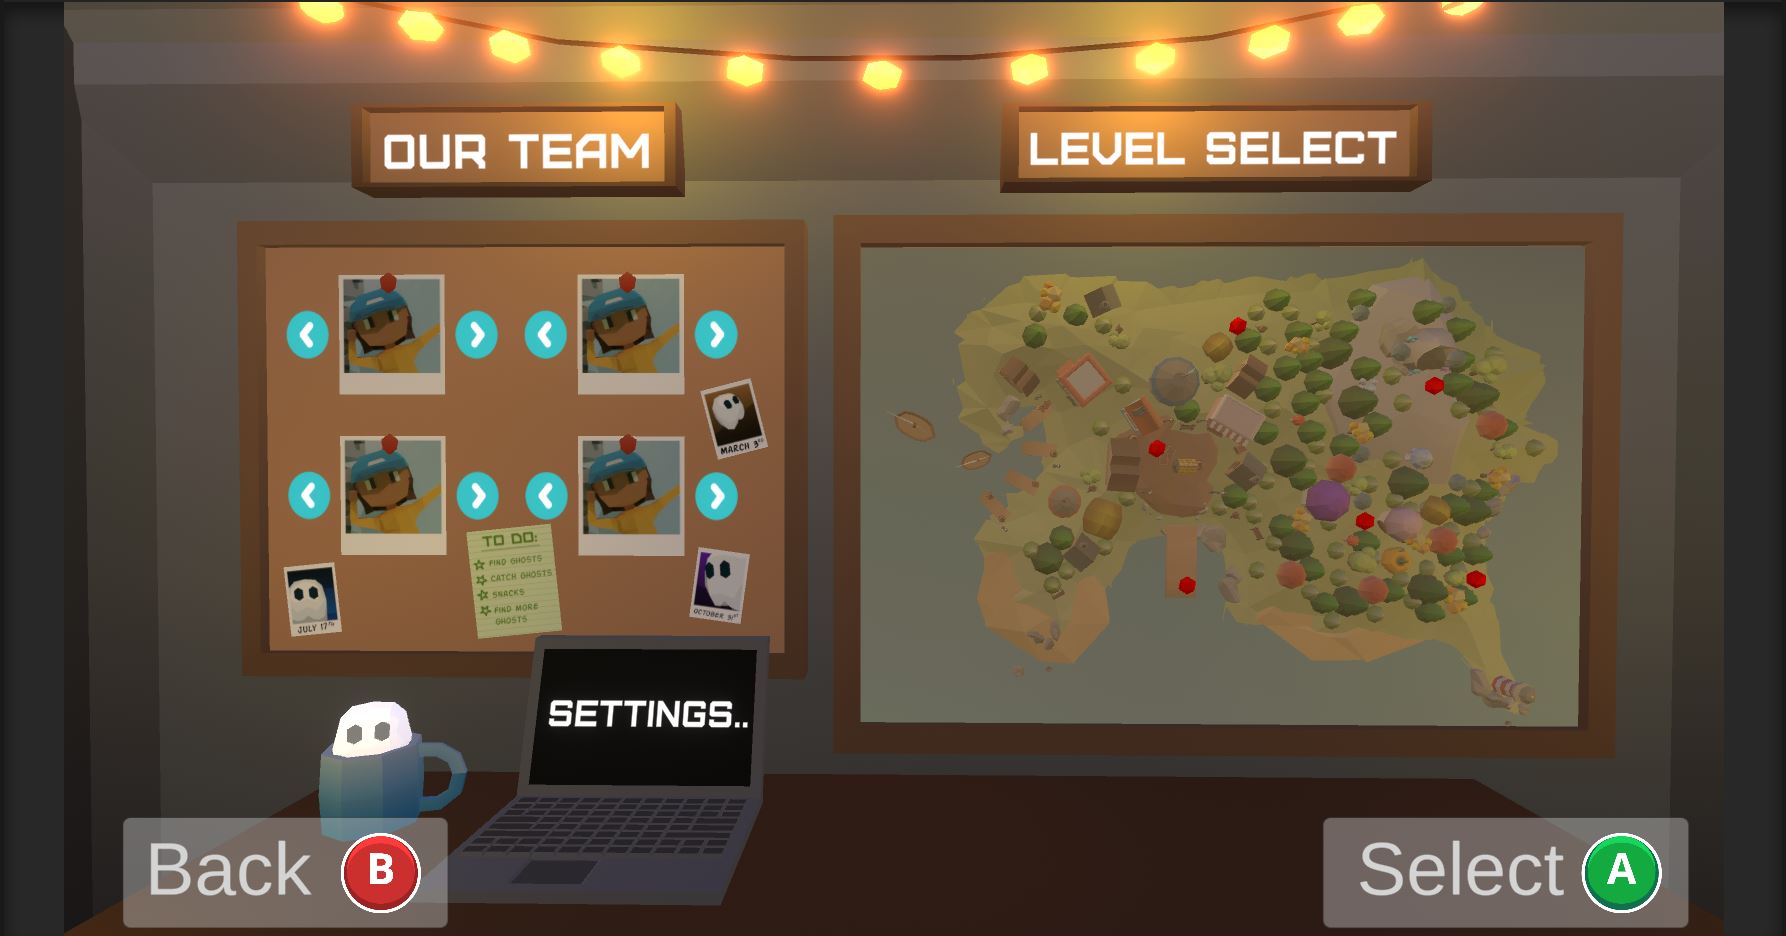 OUR TEAM
LEVEL SELECT
MARCH 3RD
TO DO:
FIND GHOSTS
CATCH GHOSTS
SNACKS
FIND MORE
GHOSTS
JULY 17TH
OCTOBER 31ST
SETTINGS..
Back B
Select A